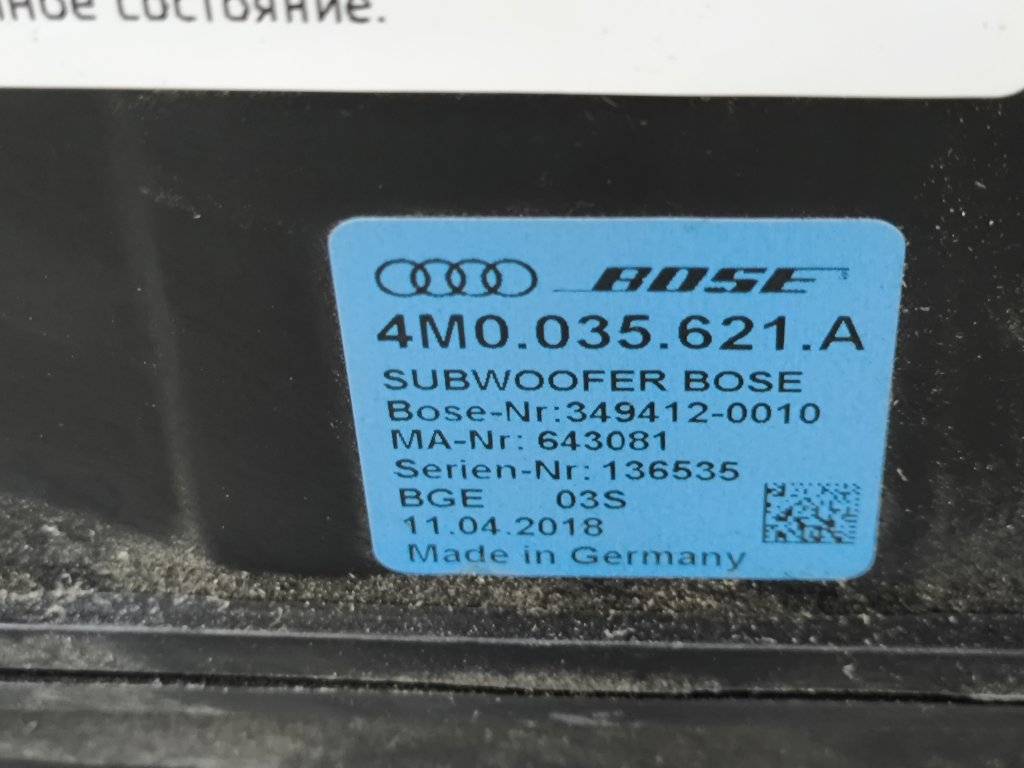 ное состояние.
BOSE
4M0.035.621.A
SUBWOOFER BOSE
Bose-Nr:349412-0010
MA-Nr: 643081
Serien-Nr: 136535
BGE 03S
11.04.2018
Made in Germany